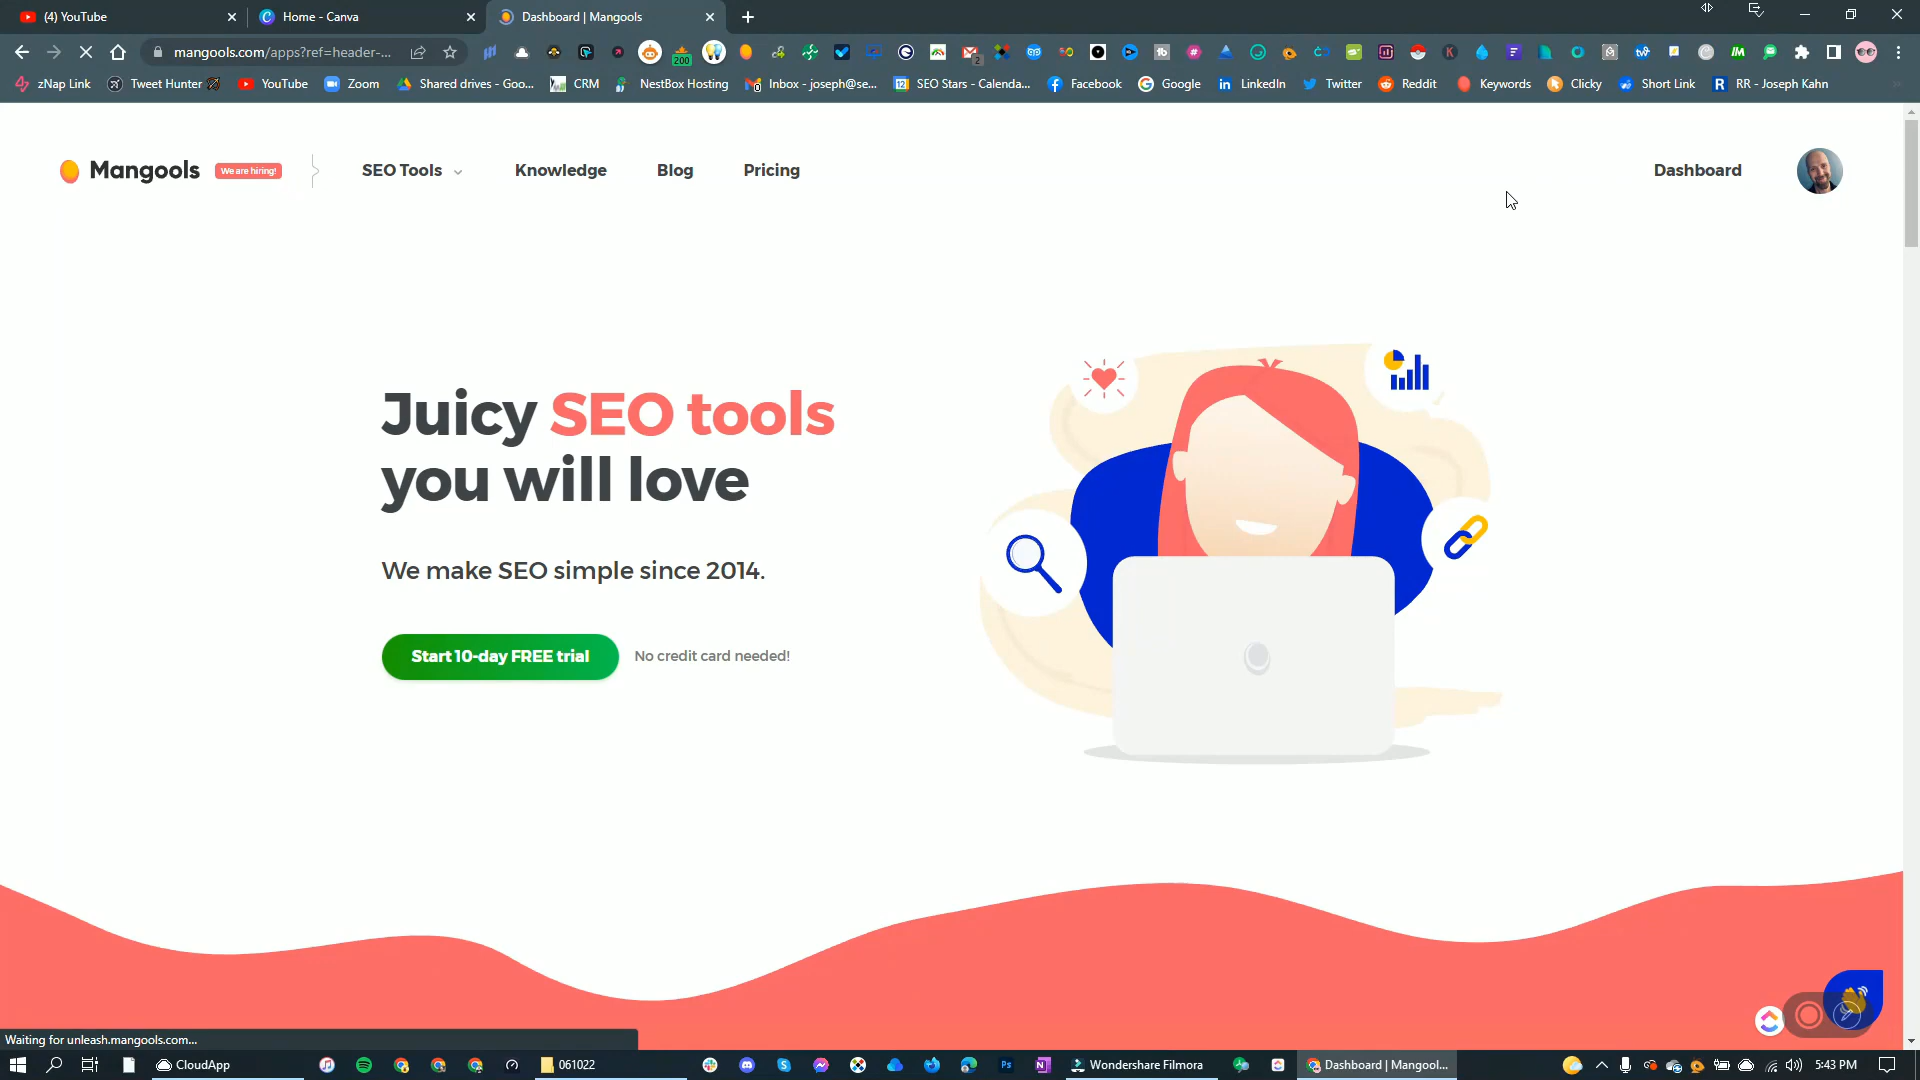 (4) YouTube
Home - Canva
Dashboard | Mangools
mangools.com/apps?ref=header-...
200
2
zNap Link
Tweet Hunter
YouTube
Zoom
Shared drives - Goo...
CRM
NestBox Hosting
Inbox - joseph@se...
SEO Stars - Calenda...
Facebook
Google
LinkedIn
Twitter
Reddit
Keywords
Clicky
Short Link
RR - Joseph Kahn
Mangools
We are hiring!
SEO Tools
Knowledge
Blog
Pricing
Dashboard
Juicy SEO tools
you will love
We make SEO simple since 2014.
Start 10-day FREE trial
No credit card needed!
Waiting for unleash.mangools.com...
CloudApp
061022
Wondershare Filmora
Dashboard | Mangool...
5:43 PM